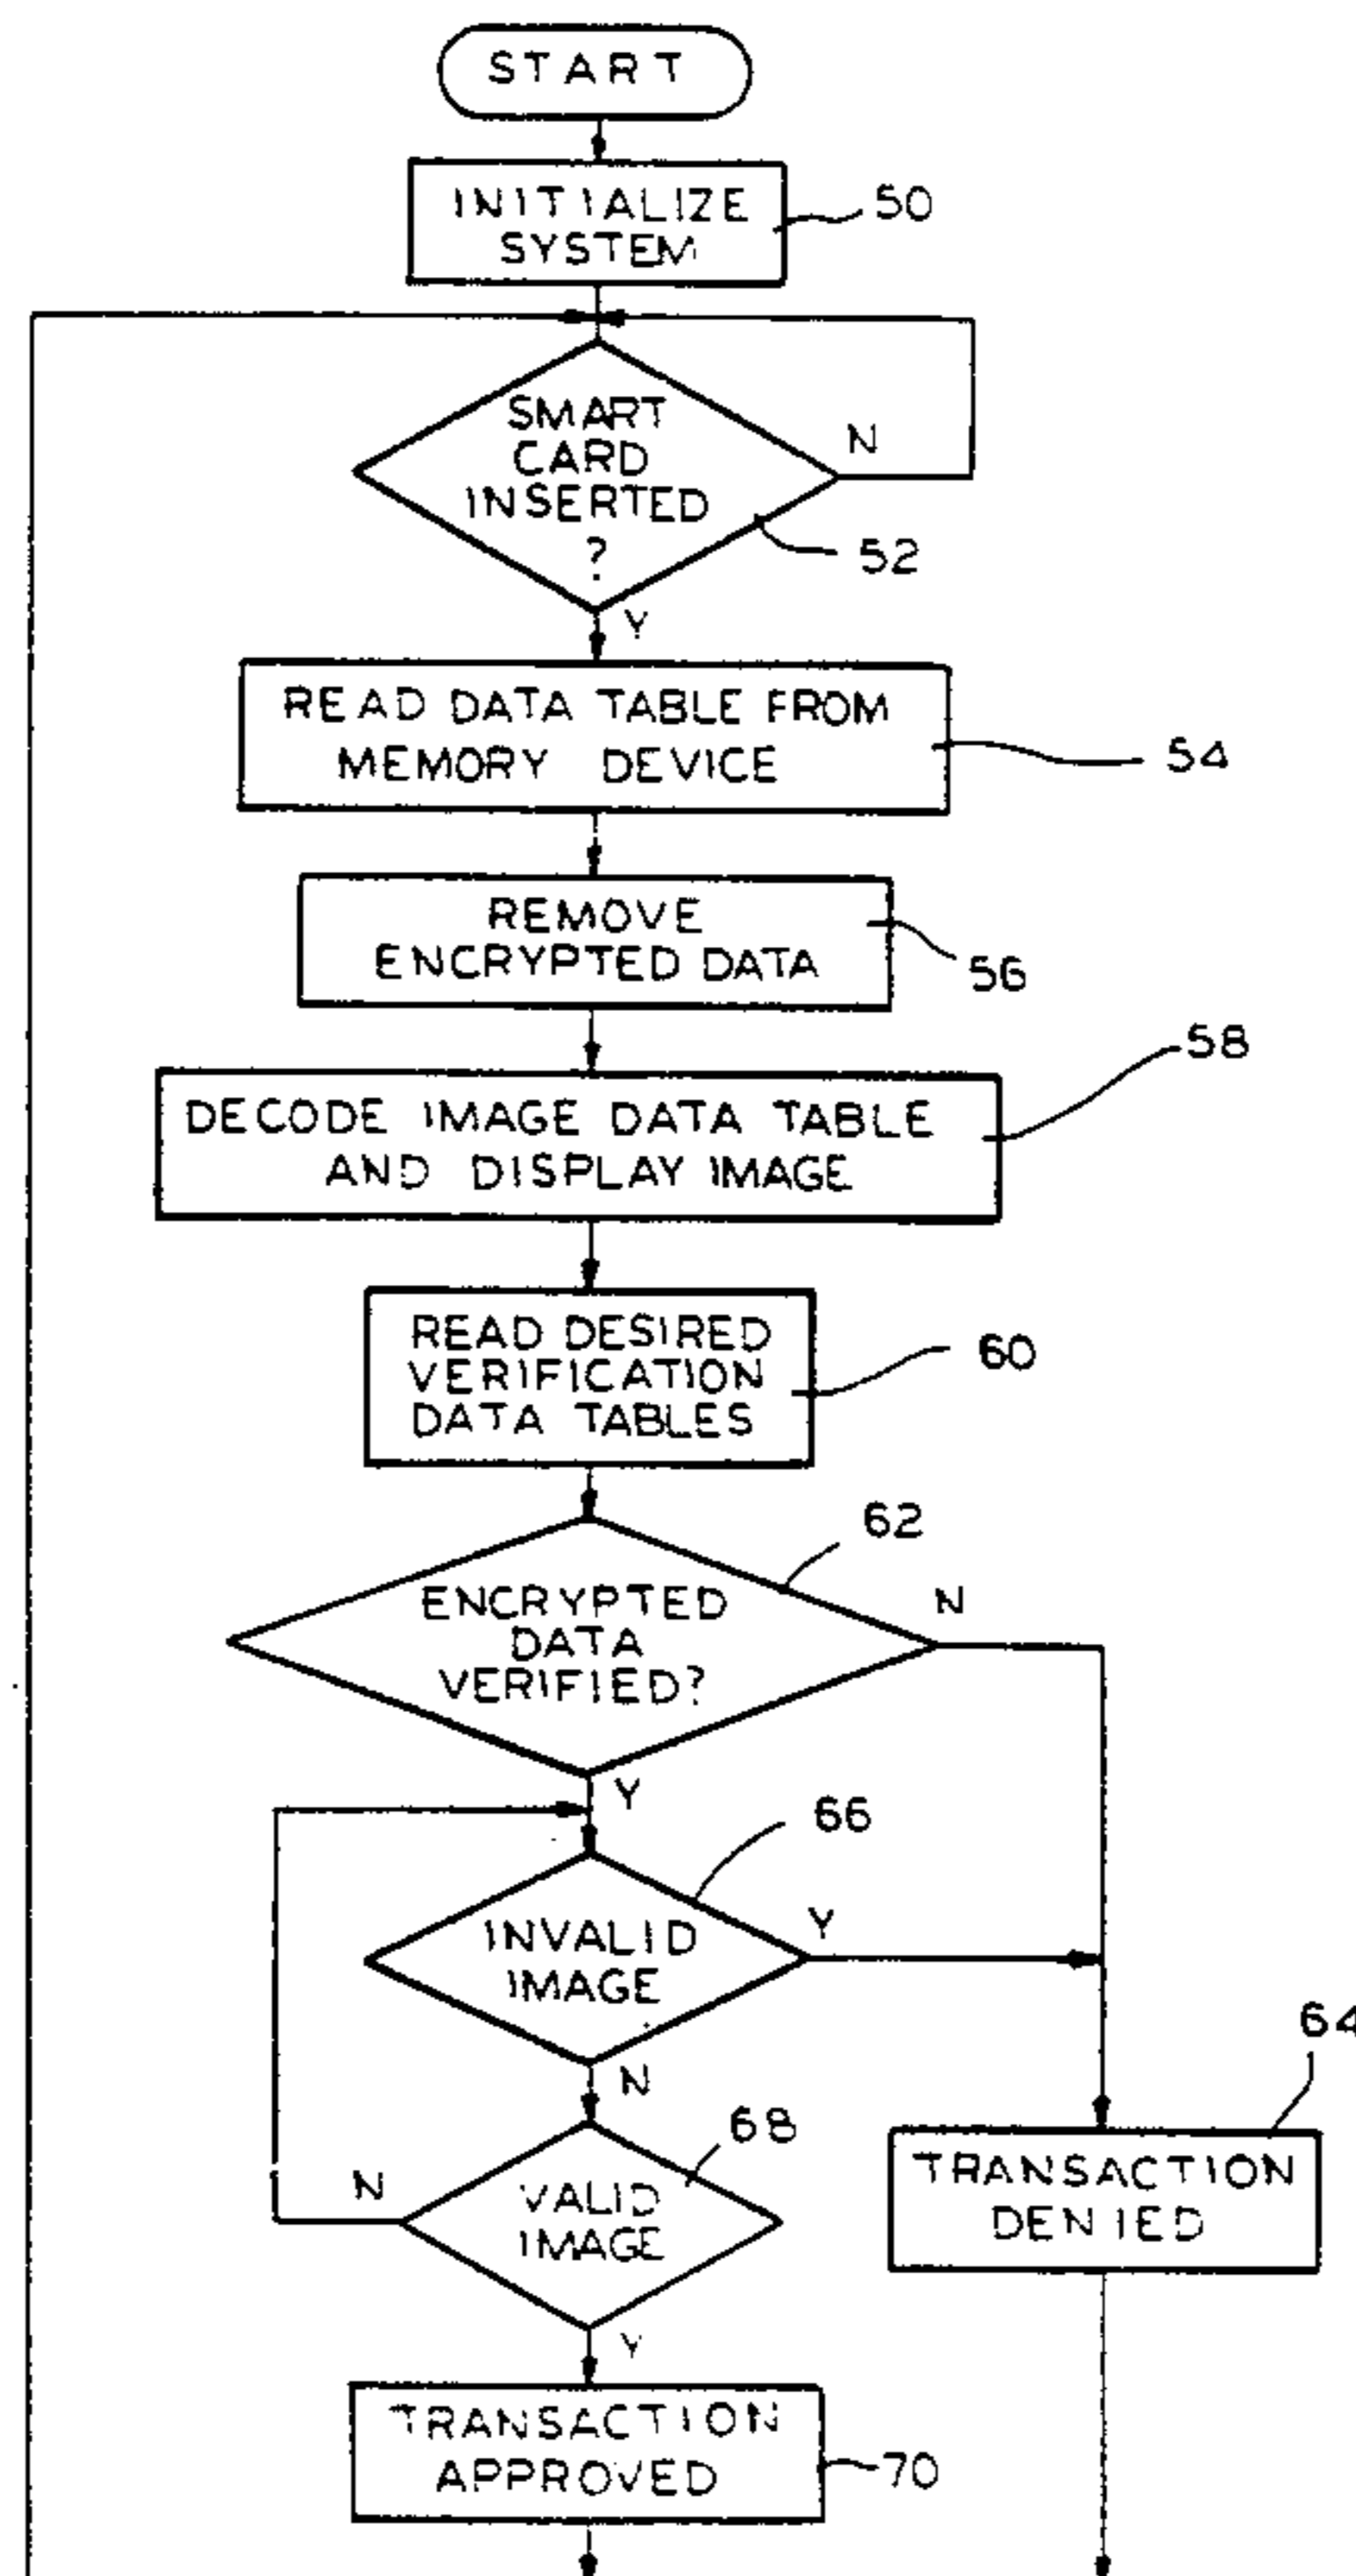 START
INITIALIZE
SYSTEM
50
SMART
CARD
INSERTED
?
N
52
Y
READ DATA TABLE FROM
MEMORY DEVICE
54
REMOVE
ENCRYPTED DATA
56
58
DECODE IMAGE DATA TABLE
AND DISPLAY IMAGE
READ DESIRED
VERIFICATION
DATA TABLES
60
62
ENCRYPTED
DATA
VERIFIED?
N
Y
66
INVALID
IMAGE
Y
N
64
68
VALID
IMAGE
N
TRANSACTION
DENIED
Y
TRANSACTION
APPROVED
70